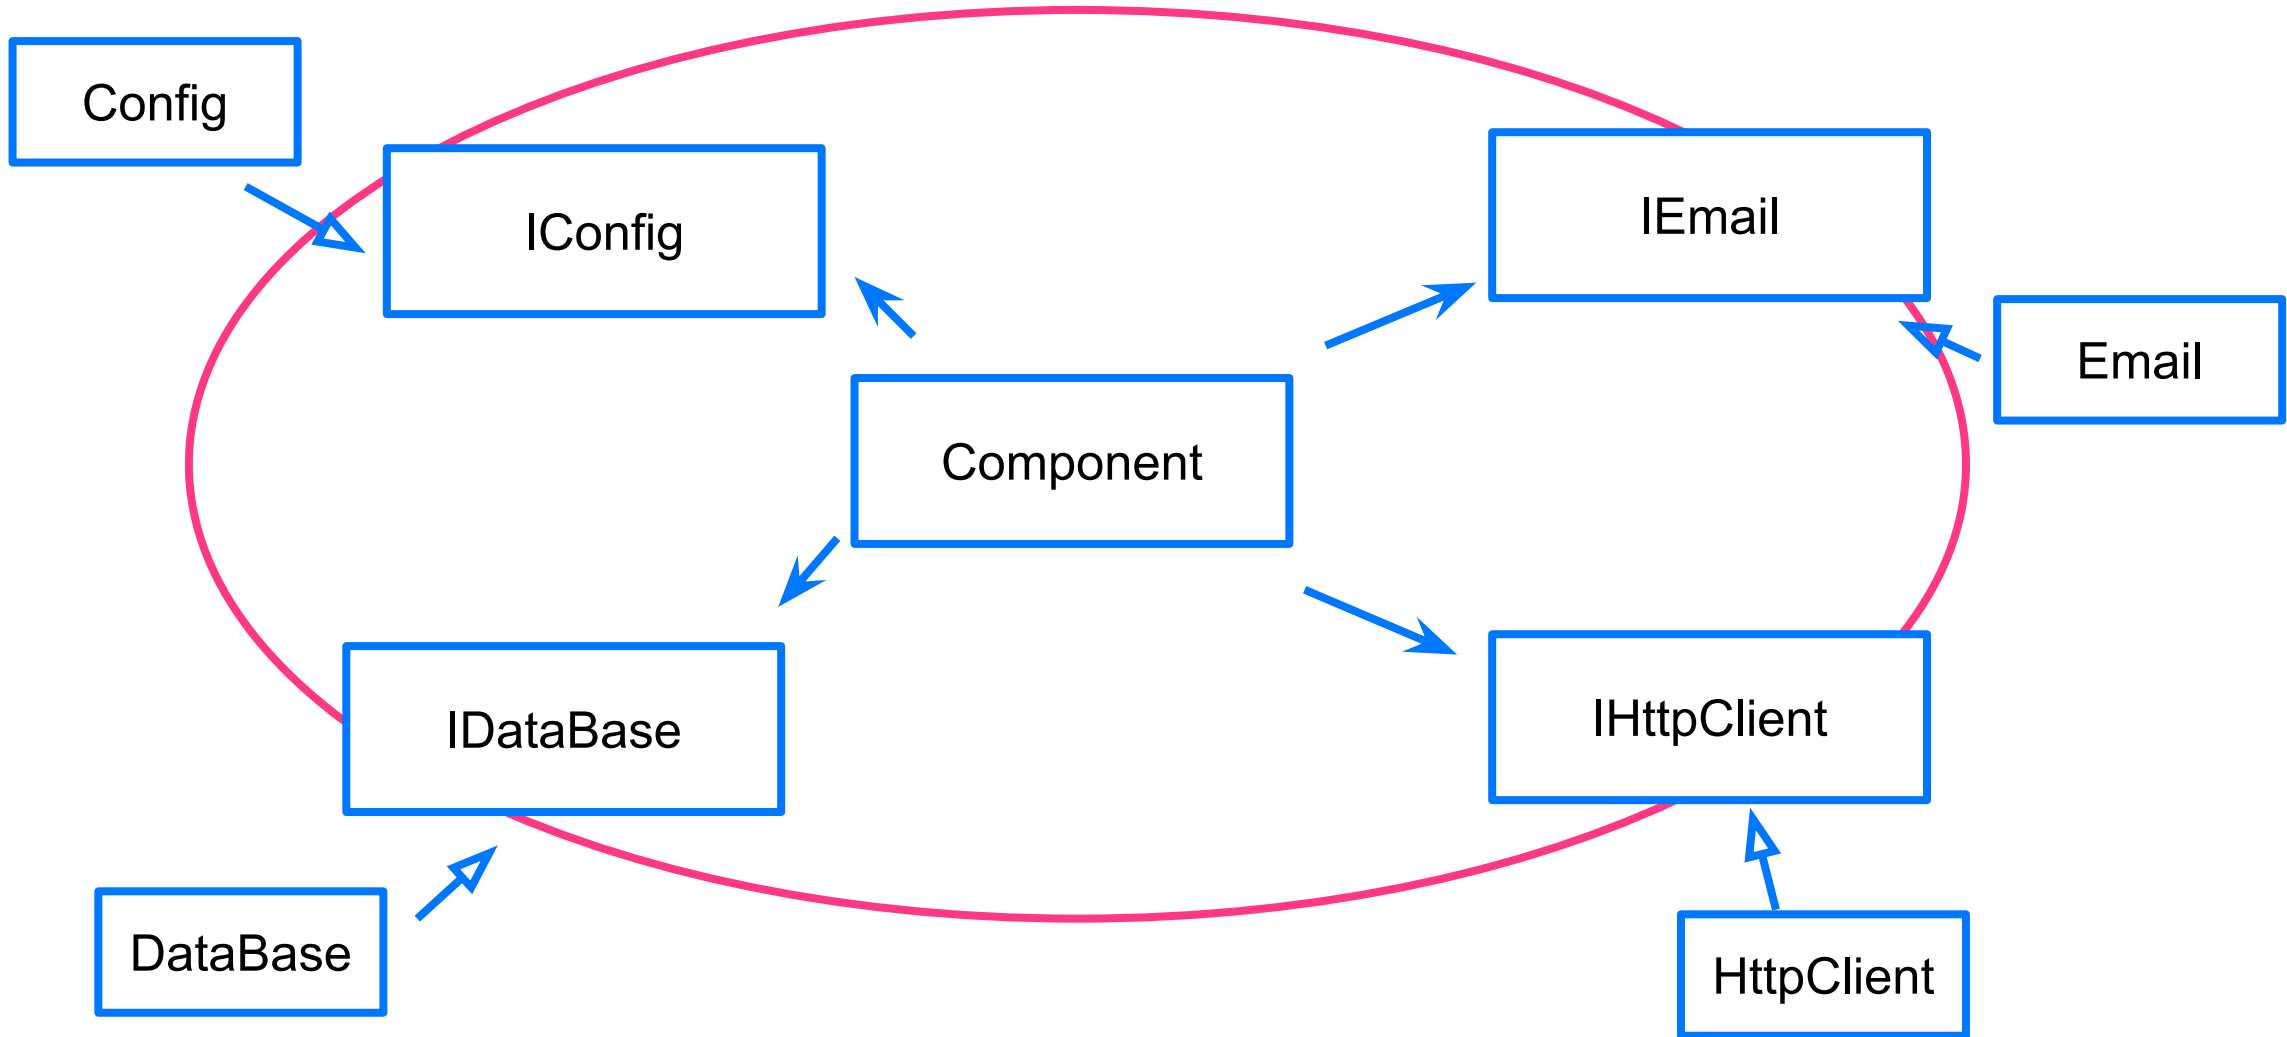 Config
IConfig
IEmail
Email
Component
IDataBase
IHttpClient
DataBase
HttpClient